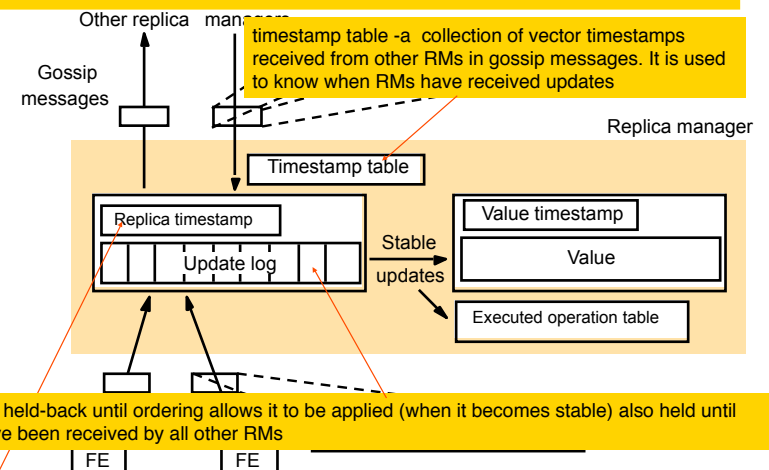 Other replica managers
timestamp table -a collection of vector timestamps
received from other RMs in gossip messages. It is used
to know when RMs have received updates
Gossip
messages
Replica manager
Timestamp table
Replica timestamp
Update log
Stable
updates
Value timestamp
Value
Executed operation table
held-back until ordering allows it to be applied (when it becomes stable) also held until
been received by all other RMs
FE
FE